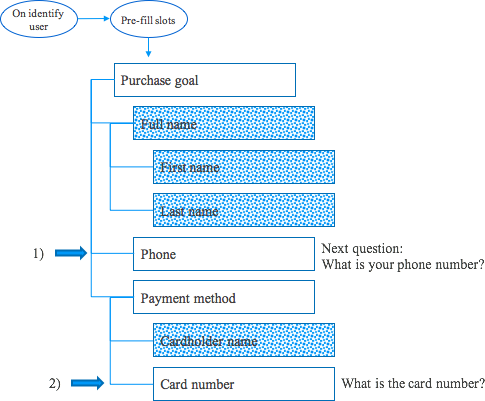 On identify
user
Pre-fill slots
Purchase goal
Full name
First name
Last name
1)
Phone
Next question:
What is your phone number?
Payment method
Cardholder name
2)
Card number
What is the card number?